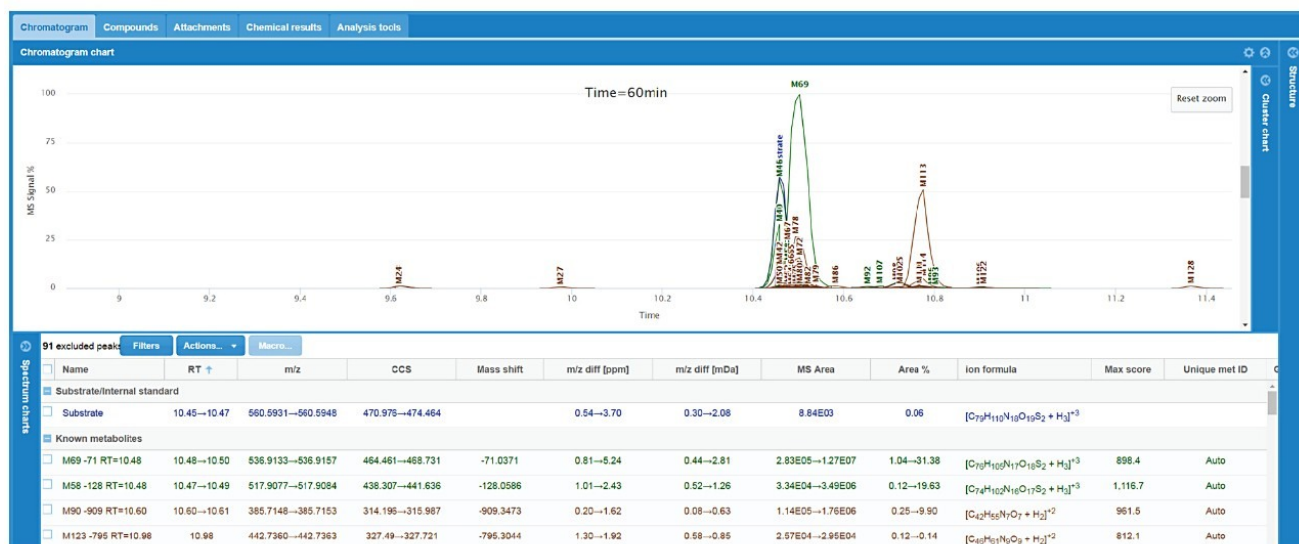 Chromatogram Compounds Attachments Chemical results Analysis tools
Chromatogram chart
Structure
Cluster chart
Time=60min
Reset zoom
MS Signal %
100
75
50
25
0
M69
strate
M46
M113
M40
M67
M78
M42
M72
M50
M82
M79
M86
M92
M107
M93
M122
M24
M27
M128
9 9.2 9.4 9.6 9.8 10 10.2 10.4 10.6 10.8 11 11.2 11.4
Time
Spectrum charts
91 excluded peaks Filters Actions... Macro...
Name RT ↑ m/z CCS Mass shift m/z diff [ppm] m/z diff [mDa] MS Area Area % ion formula Max score Unique met ID
Substrate/Internal standard
Substrate 10.45→10.47 560.5931→560.5948 470.976→474.464 0.54→3.70 0.30→2.08 8.84E03 0.06 [C₇₉H₁₁₀N₁₈O₁₉S₂ + H₃]⁺³
Known metabolites
M69 -71 RT=10.48 10.48→10.50 536.9133→536.9157 464.461→468.731 -71.0371 0.81→5.24 0.44→2.81 2.83E05→1.27E07 1.04→31.38 [C₇₆H₁₀₅N₁₇O₁₈S₂ + H₃]⁺³ 898.4 Auto
M58 -128 RT=10.48 10.47→10.49 517.9077→517.9084 438.307→441.636 -128.0586 1.01→2.43 0.52→1.26 3.34E04→3.49E06 0.12→19.63 [C₇₄H₁₀₂N₁₆O₁₇S₂ + H₃]⁺³ 1,116.7 Auto
M90 -909 RT=10.60 10.60→10.61 385.7148→385.7153 314.196→315.987 -909.3473 0.20→1.62 0.08→0.63 1.14E05→1.76E06 0.25→9.90 [C₄₂H₅₅N₇O₇ + H₂]⁺² 961.5 Auto
M123 -795 RT=10.98 10.98 442.7360→442.7363 327.49→327.721 -795.3044 1.30→1.92 0.58→0.85 2.57E04→2.95E04 0.12→0.14 [C₄₆H₆₁N₉O₉ + H₂]⁺² 812.1 Auto